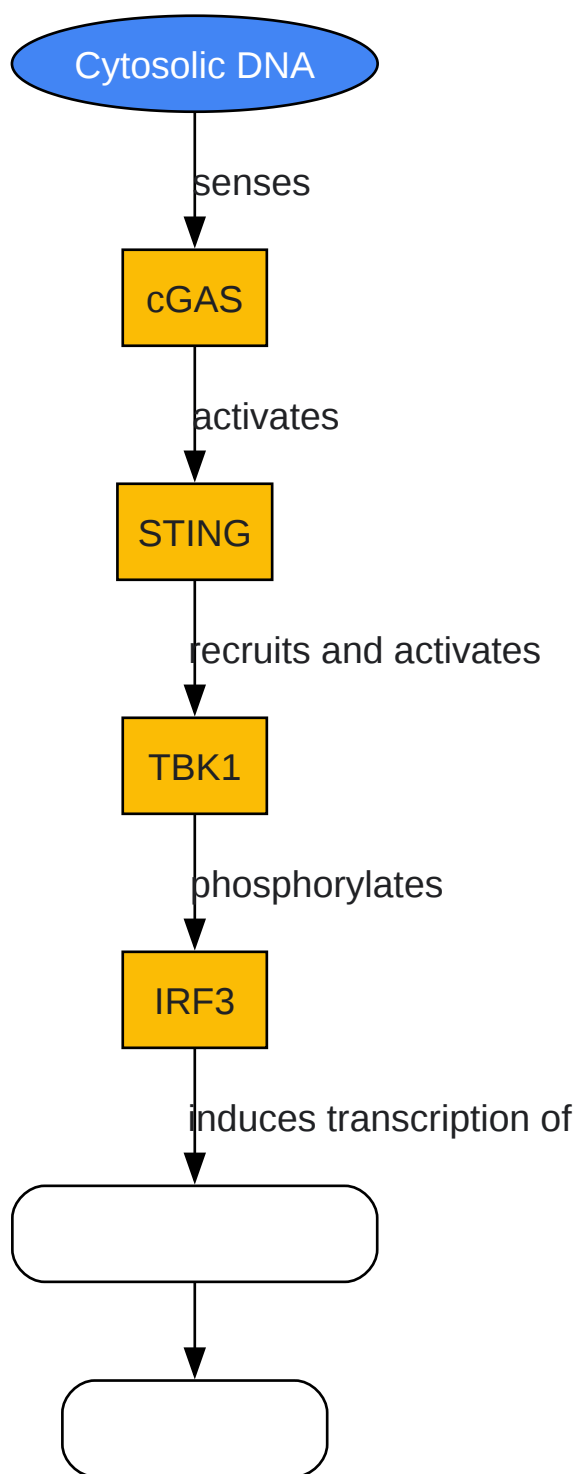 Cytosolic DNA
senses
cGAS
activates
STING
recruits and activates
TBK1
phosphorylates
IRF3
induces transcription of